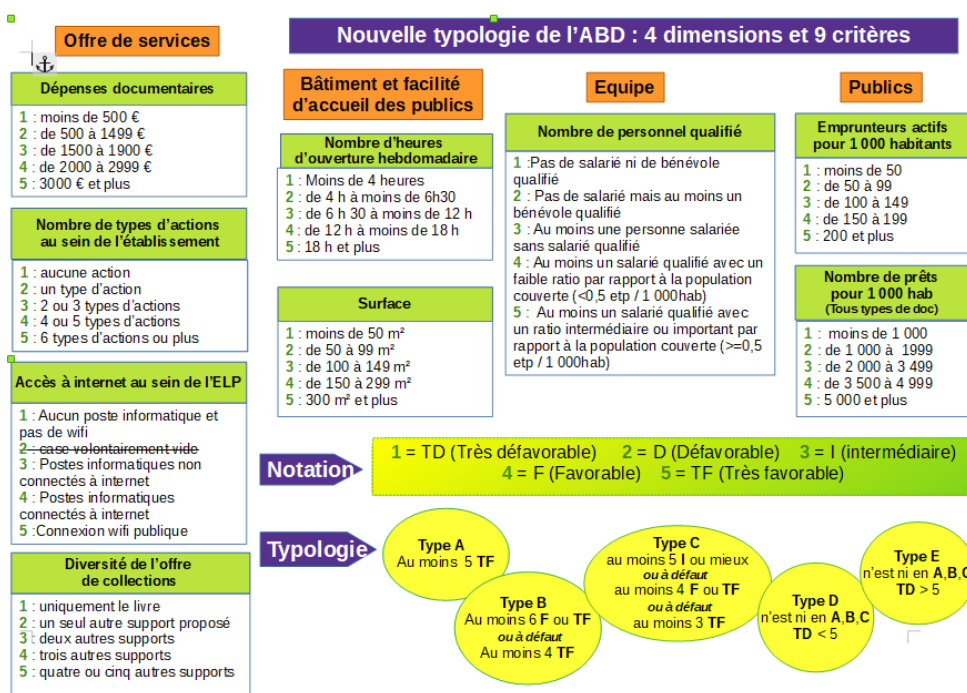 Nouvelle typologie de l'ABD : 4 dimensions et 9 critères
Offre de services
Dépenses documentaires
1 : moins de 500 €
2 : de 500 à 1499 €
3 : de 1500 à 1900 €
4 : de 2000 à 2999 €
5 : 3000 € et plus
Nombre de types d'actions
au sein de l'établissement
1 : aucune action
2 : un type d'action
3 : 2 ou 3 types d'actions
4 : 4 ou 5 types d'actions
5 : 6 types d'actions ou plus
Accès à internet au sein de l'ELP
1 : Aucun poste informatique et
pas de wifi
2 : case volontairement vide
3 : Postes informatiques non
connectés à internet
4 : Postes informatiques
connectés à internet
5 :Connexion wifi publique
Diversité de l'offre
de collections
1 : uniquement le livre
2 : un seul autre support proposé
3 : deux autres supports
4 : trois autres supports
5 : quatre ou cinq autres supports
Bâtiment et facilité
d'accueil des publics
Nombre d'heures
d'ouverture hebdomadaire
1 : Moins de 4 heures
2 : de 4 h à moins de 6h30
3 : de 6 h 30 à moins de 12 h
4 : de 12 h à moins de 18 h
5 : 18 h et plus
Surface
1 : moins de 50 m²
2 : de 50 à 99 m²
3 : de 100 à 149 m²
4 : de 150 à 299 m²
5 : 300 m² et plus
Equipe
Nombre de personnel qualifié
1 :Pas de salarié ni de bénévole
qualifié
2 : Pas de salarié mais au moins un
bénévole qualifié
3 : Au moins une personne salariée
sans salarié qualifié
4 : Au moins un salarié qualifié avec un
faible ratio par rapport à la population
couverte (<0,5 etp / 1 000hab)
5 : Au moins un salarié qualifié avec
un ratio intermédiaire ou important par
rapport à la population couverte (>=0,5
etp / 1 000hab)
Publics
Emprunteurs actifs
pour 1 000 habitants
1 : moins de 50
2 : de 50 à 99
3 : de 100 à 149
4 : de 150 à 199
5 : 200 et plus
Nombre de prêts
pour 1 000 hab
(Tous types de doc)
1 : moins de 1 000
2 : de 1 000 à 1999
3 : de 2 000 à 3 499
4 : de 3 500 à 4 999
5 : 5 000 et plus
Notation
1 = TD (Très défavorable) 2 = D (Défavorable) 3 = I (intermédiaire)
4 = F (Favorable) 5 = TF (Très favorable)
Typologie
Type A
Au moins 5 TF
Type B
Au moins 6 F ou TF
ou à défaut
Au moins 4 TF
Type C
au moins 5 I ou mieux
ou à défaut
au moins 4 F ou TF
ou à défaut
au moins 3 TF
Type D
n'est ni en A,B,C
TD < 5
Type E
n'est ni en A,B,C
TD > 5